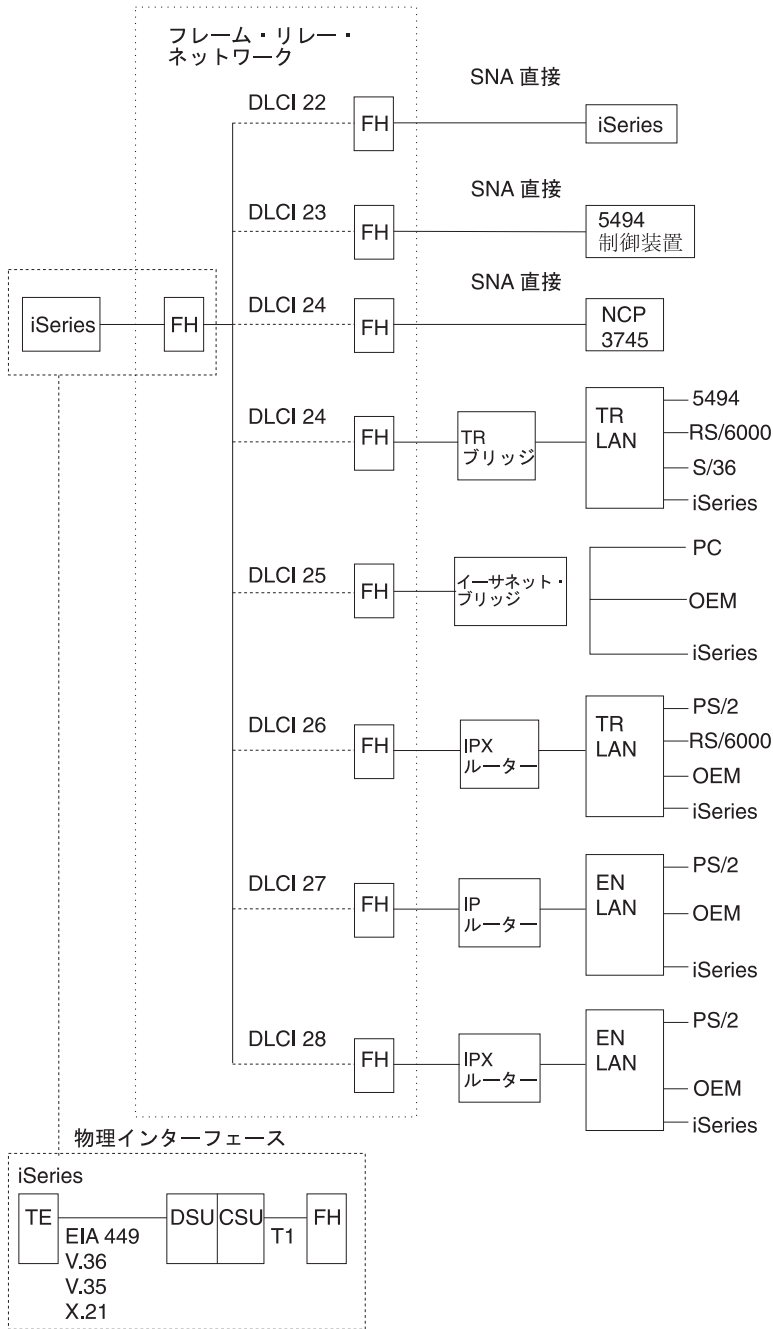 フレーム・リレー・
ネットワーク
DLCI 22
FH
SNA 直接
iSeries
DLCI 23
FH
SNA 直接
5494
制御装置
iSeries
FH
DLCI 24
FH
SNA 直接
NCP
3745
DLCI 24
FH
TR
ブリッジ
TR
LAN
5494
RS/6000
S/36
iSeries
DLCI 25
FH
イーサネット・
ブリッジ
PC
OEM
iSeries
DLCI 26
FH
IPX
ルーター
TR
LAN
PS/2
RS/6000
OEM
iSeries
DLCI 27
FH
IP
ルーター
EN
LAN
PS/2
OEM
iSeries
DLCI 28
FH
IPX
ルーター
EN
LAN
PS/2
OEM
iSeries
物理インターフェース
iSeries
TE
EIA 449
V.36
V.35
X.21
DSU
CSU
T1
FH